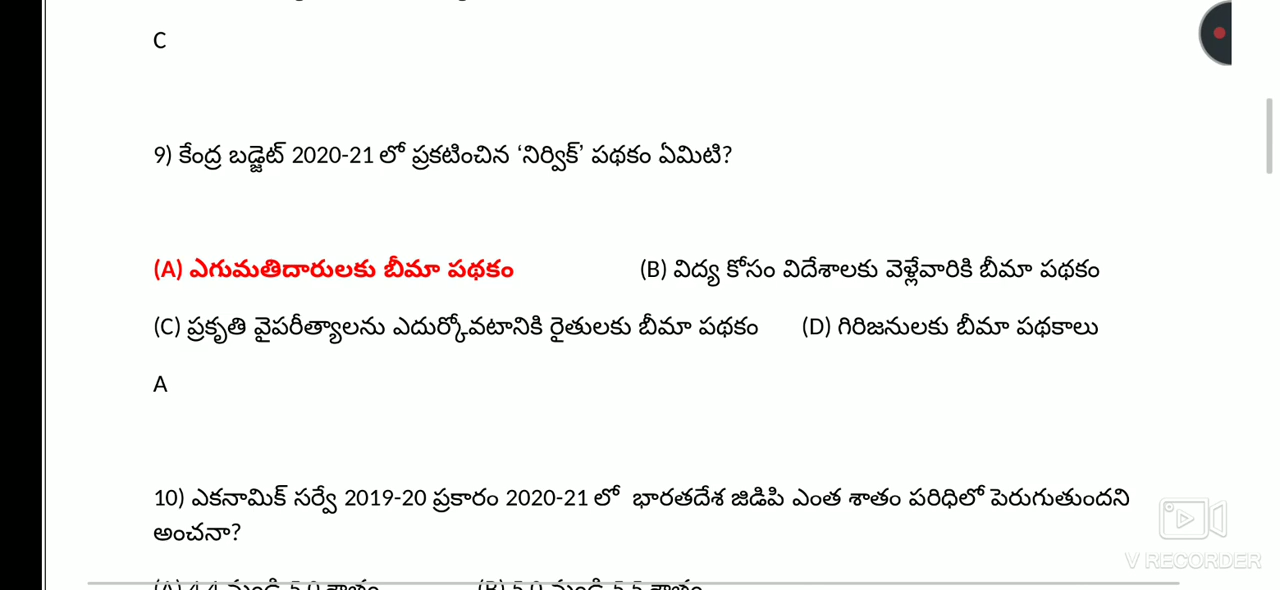 C
9) కేంద్ర బడ్జెట్ 2020-21 లో ప్రకటించిన ‘నిర్విక్’ పథకం ఏమిటి?
(A) ఎగుమతిదారులకు బీమా పథకం (B) విద్య కోసం విదేశాలకు వెళ్లేవారికి బీమా పథకం
(C) ప్రకృతి వైపరీత్యాలను ఎదుర్కోవటానికి రైతులకు బీమా పథకం (D) గిరిజనులకు బీమా పథకాలు
A
10) ఎకనామిక్ సర్వే 2019-20 ప్రకారం 2020-21 లో భారతదేశ జిడిపి ఎంత శాతం పరిధిలో పెరుగుతుందని
అంచనా?
V RECORDER